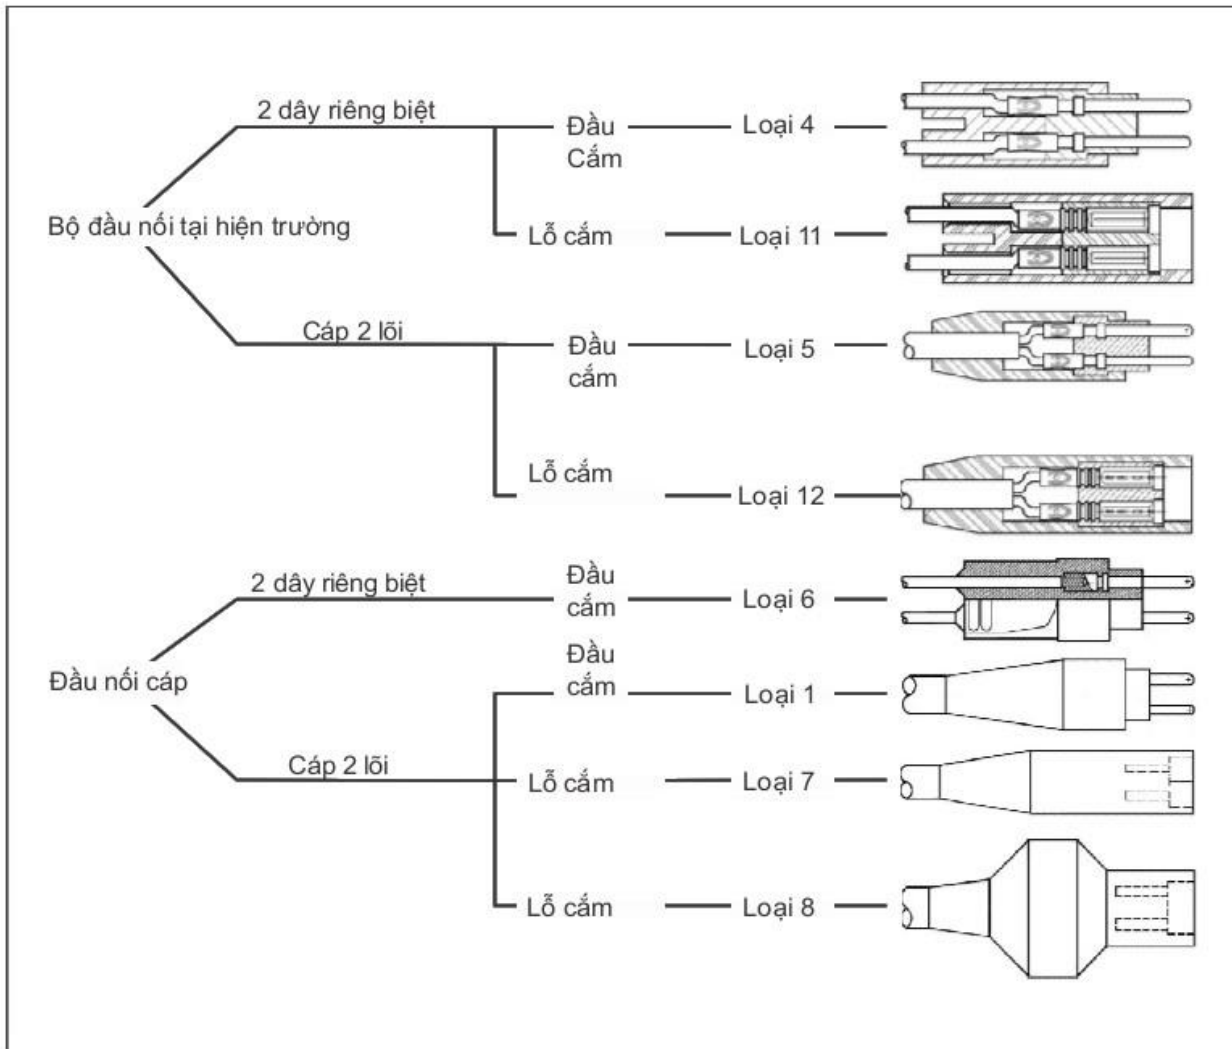 2 dây riêng biệt
Đầu
Cắm
Loại 4
Bộ đầu nối tại hiện trường
Lỗ cắm
Loại 11
Cáp 2 lõi
Đầu
cắm
Loại 5
Lỗ cắm
Loại 12
2 dây riêng biệt
Đầu
cắm
Loại 6
Đầu nối cáp
Đầu
cắm
Loại 1
Cáp 2 lõi
Lỗ cắm
Loại 7
Lỗ cắm
Loại 8